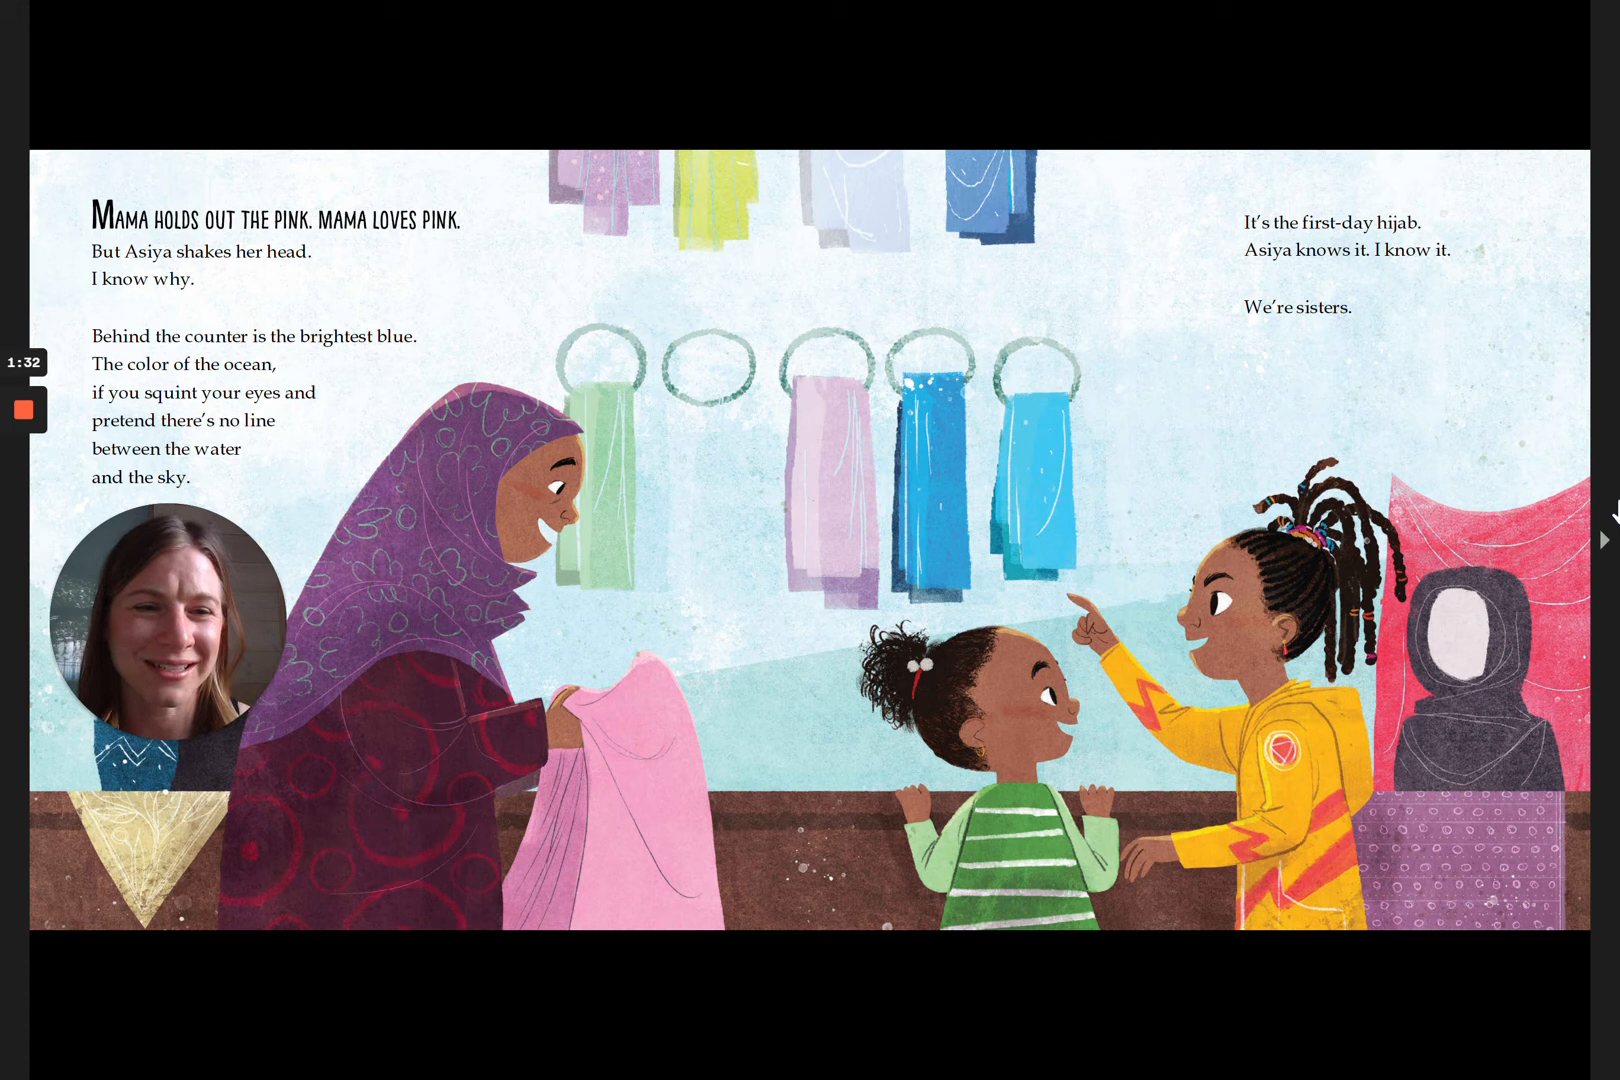 1:32
MAMA HOLDS OUT THE PINK. MAMA LOVES PINK.
But Asiya shakes her head.
I know why.
Behind the counter is the brightest blue.
The color of the ocean,
if you squint your eyes and
pretend there’s no line
between the water
and the sky.
It’s the first-day hijab.
Asiya knows it. I know it.
We’re sisters.